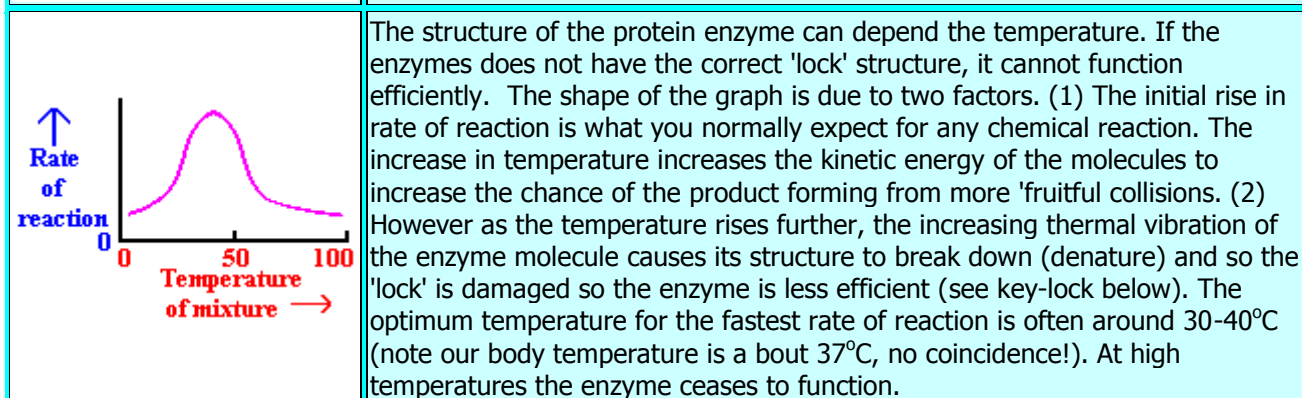 The structure of the protein enzyme can depend the temperature. If the
enzymes does not have the correct 'lock' structure, it cannot function
efficiently.  The shape of the graph is due to two factors. (1) The initial rise in
rate of reaction is what you normally expect for any chemical reaction. The
increase in temperature increases the kinetic energy of the molecules to
increase the chance of the product forming from more 'fruitful collisions. (2)
However as the temperature rises further, the increasing thermal vibration of
the enzyme molecule causes its structure to break down (denature) and so the
'lock' is damaged so the enzyme is less efficient (see key-lock below). The
optimum temperature for the fastest rate of reaction is often around 30-40°C
(note our body temperature is a bout 37°C, no coincidence!). At high
temperatures the enzyme ceases to function.
Rate
of
reaction
0
0 50 100
Temperature
of mixture